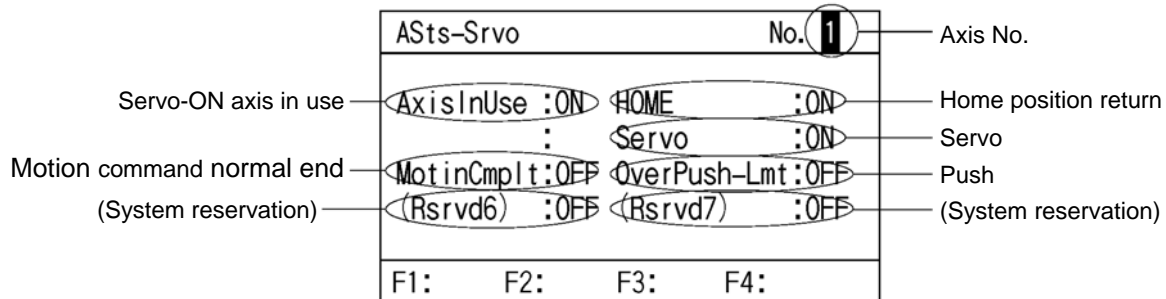 ASts-Srvo No. 1 Axis No.
Servo-ON axis in use AxisInUse :ON HOME :ON Home position return
: Servo :ON Servo
Motion command normal end MotinCmplt:OFF OverPush-Lmt:OFF Push
(System reservation) (Rsrvd6) :OFF (Rsrvd7) :OFF (System reservation)
F1: F2: F3: F4: